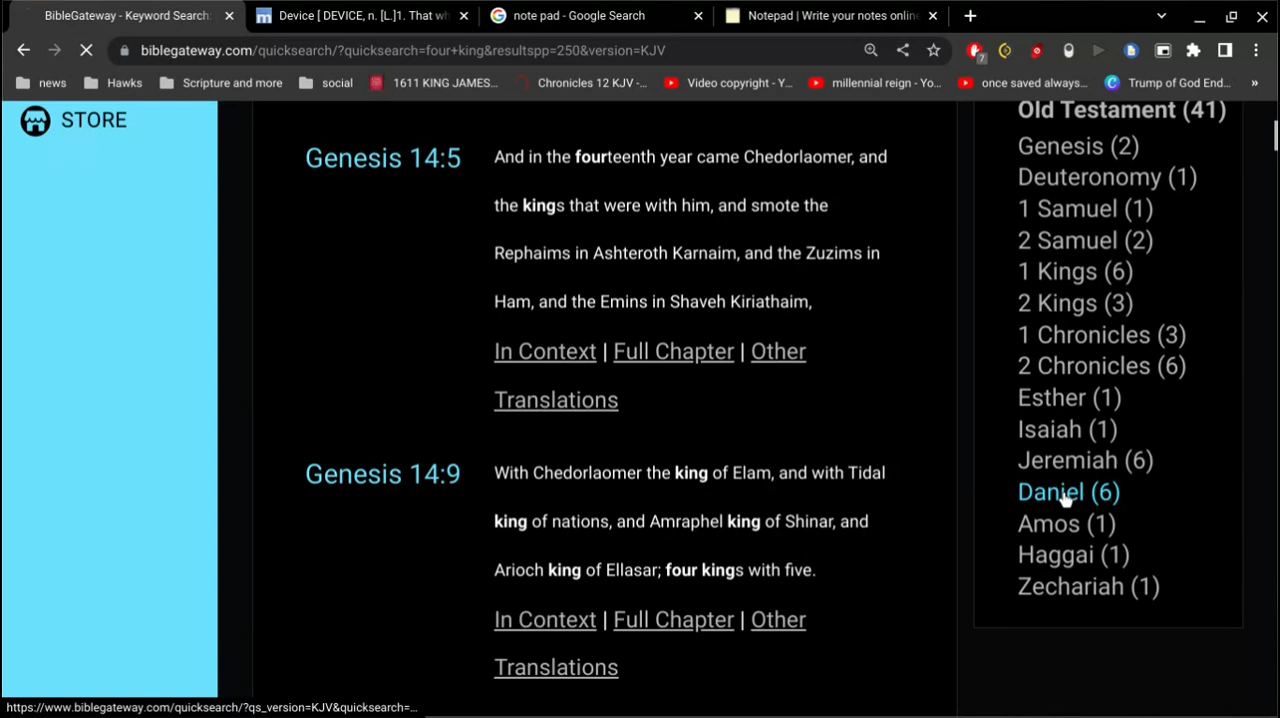 BibleGateway - Keyword Search:
Device [ DEVICE, n. [L.]1. That w
note pad - Google Search
Notepad | Write your notes online
biblegateway.com/quicksearch/?quicksearch=four+king&resultspp=250&version=KJV
7
news
Hawks
Scripture and more
social
1611 KING JAMES...
Chronicles 12 KJV -...
Video copyright - Y...
millennial reign - Yo...
once saved always...
Trump of God End...
»
STORE
Genesis 14:5
And in the fourteenth year came Chedorlaomer, and
the kings that were with him, and smote the
Rephaims in Ashteroth Karnaim, and the Zuzims in
Ham, and the Emins in Shaveh Kiriathaim,
In Context | Full Chapter | Other
Translations
Genesis 14:9
With Chedorlaomer the king of Elam, and with Tidal
king of nations, and Amraphel king of Shinar, and
Arioch king of Ellasar; four kings with five.
In Context | Full Chapter | Other
Translations
Old Testament (41)
Genesis (2)
Deuteronomy (1)
1 Samuel (1)
2 Samuel (2)
1 Kings (6)
2 Kings (3)
1 Chronicles (3)
2 Chronicles (6)
Esther (1)
Isaiah (1)
Jeremiah (6)
Daniel (6)
Amos (1)
Haggai (1)
Zechariah (1)
https://www.biblegateway.com/quicksearch/?qs_version=KJV&quicksearch=...